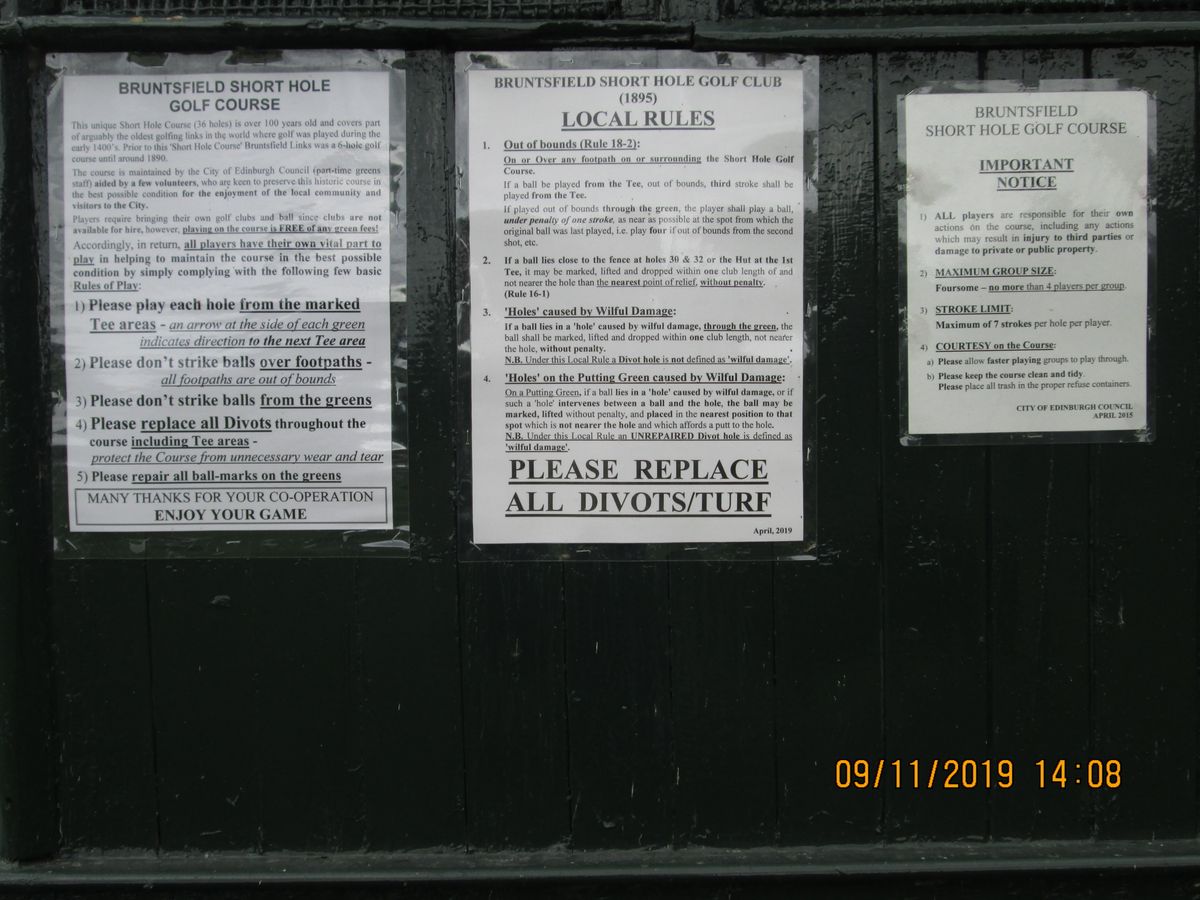 BRUNTSFIELD SHORT HOLE
GOLF COURSE
This unique Short Hole Course (36 holes) is over 100 years old and covers part
of arguably the oldest golfing links in the world where golf was played during the
early 1400's. Prior to this 'Short Hole Course' Bruntsfield Links was a 6-hole golf
course until around 1890.
The course is maintained by the City of Edinburgh Council (part-time greens
staff) aided by a few volunteers, who are keen to preserve this historic course in
the best possible condition for the enjoyment of the local community and
visitors to the City.
Players require bringing their own golf clubs and ball since clubs are not
available for hire, however, playing on the course is FREE of any green fees!
Accordingly, in return, all players have their own vital part to
play in helping to maintain the course in the best possible
condition by simply complying with the following few basic
Rules of Play:
1) Please play each hole from the marked
Tee areas - an arrow at the side of each green
indicates direction to the next Tee area
2) Please don't strike balls over footpaths -
all footpaths are out of bounds
3) Please don't strike balls from the greens
4) Please replace all Divots throughout the
course including Tee areas -
protect the Course from unnecessary wear and tear
5) Please repair all ball-marks on the greens
MANY THANKS FOR YOUR CO-OPERATION
ENJOY YOUR GAME
BRUNTSFIELD SHORT HOLE GOLF CLUB
(1895)
LOCAL RULES
1. Out of bounds (Rule 18-2):
On or Over any footpath on or surrounding the Short Hole Golf
Course.
If a ball be played from the Tee, out of bounds, third stroke shall be
played from the Tee.
If played out of bounds through the green, the player shall play a ball,
under penalty of one stroke, as near as possible at the spot from which the
original ball was last played, i.e. play four if out of bounds from the second
shot, etc.
2. If a ball lies close to the fence at holes 30 & 32 or the Hut at the 1st
Tee, it may be marked, lifted and dropped within one club length of and
not nearer the hole than the nearest point of relief, without penalty.
(Rule 16-1)
3. 'Holes' caused by Wilful Damage:
If a ball lies in a 'hole' caused by wilful damage, through the green, the
ball shall be marked, lifted and dropped within one club length, not nearer
the hole, without penalty.
N.B. Under this Local Rule a Divot hole is not defined as 'wilful damage'.
4. 'Holes' on the Putting Green caused by Wilful Damage:
On a Putting Green, if a ball lies in a 'hole' caused by wilful damage, or if
such a 'hole' intervenes between a ball and the hole, the ball may be
marked, lifted without penalty, and placed in the nearest position to that
spot which is not nearer the hole and which affords a putt to the hole.
N.B. Under this Local Rule an UNREPAIRED Divot hole is defined as
'wilful damage'.
PLEASE REPLACE
ALL DIVOTS/TURF
April, 2019
BRUNTSFIELD
SHORT HOLE GOLF COURSE
IMPORTANT
NOTICE
1) ALL players are responsible for their own
actions on the course, including any actions
which may result in injury to third parties or
damage to private or public property.
2) MAXIMUM GROUP SIZE:
Foursome – no more than 4 players per group.
3) STROKE LIMIT:
Maximum of 7 strokes per hole per player.
4) COURTESY on the Course:
a) Please allow faster playing groups to play through.
b) Please keep the course clean and tidy.
Please place all trash in the proper refuse containers.
CITY OF EDINBURGH COUNCIL
APRIL 2015
09/11/2019 14:08